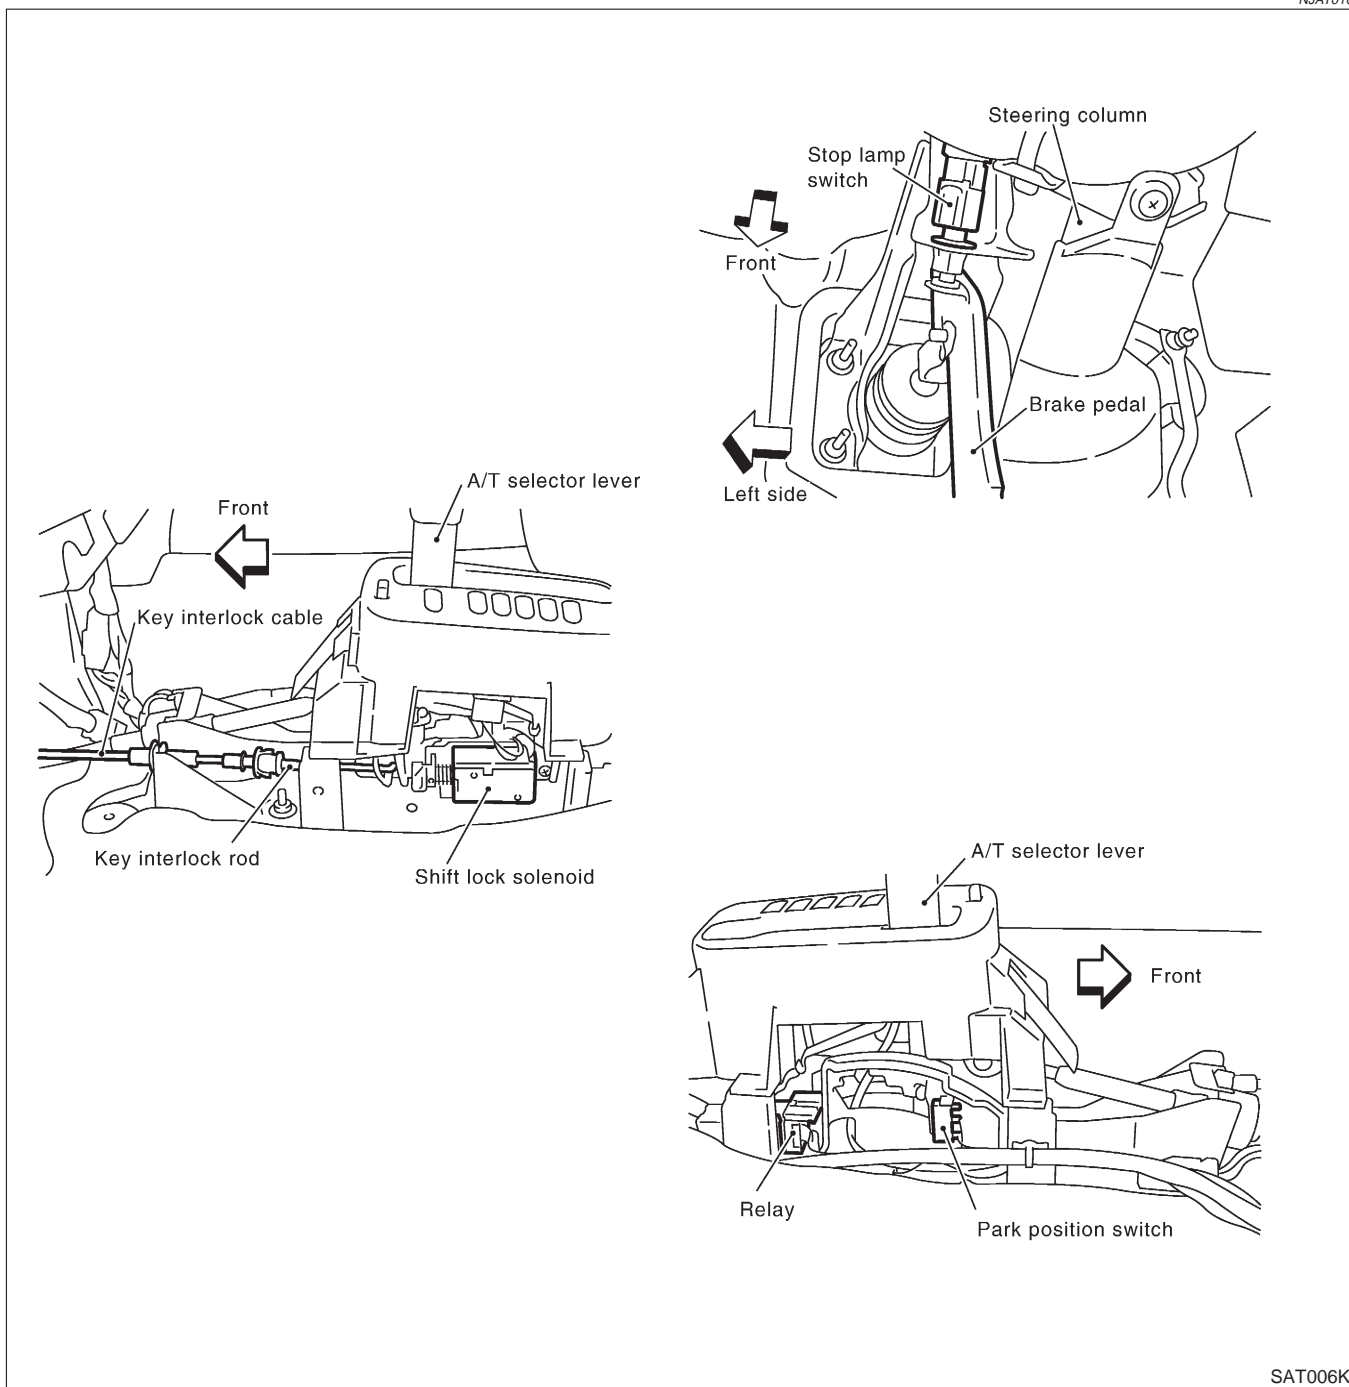 Steering column
Stop lamp
switch
Front
Brake pedal
Left side
A/T selector lever
Front
Key interlock cable
Key interlock rod
Shift lock solenoid
A/T selector lever
Front
Relay
Park position switch
SAT006K